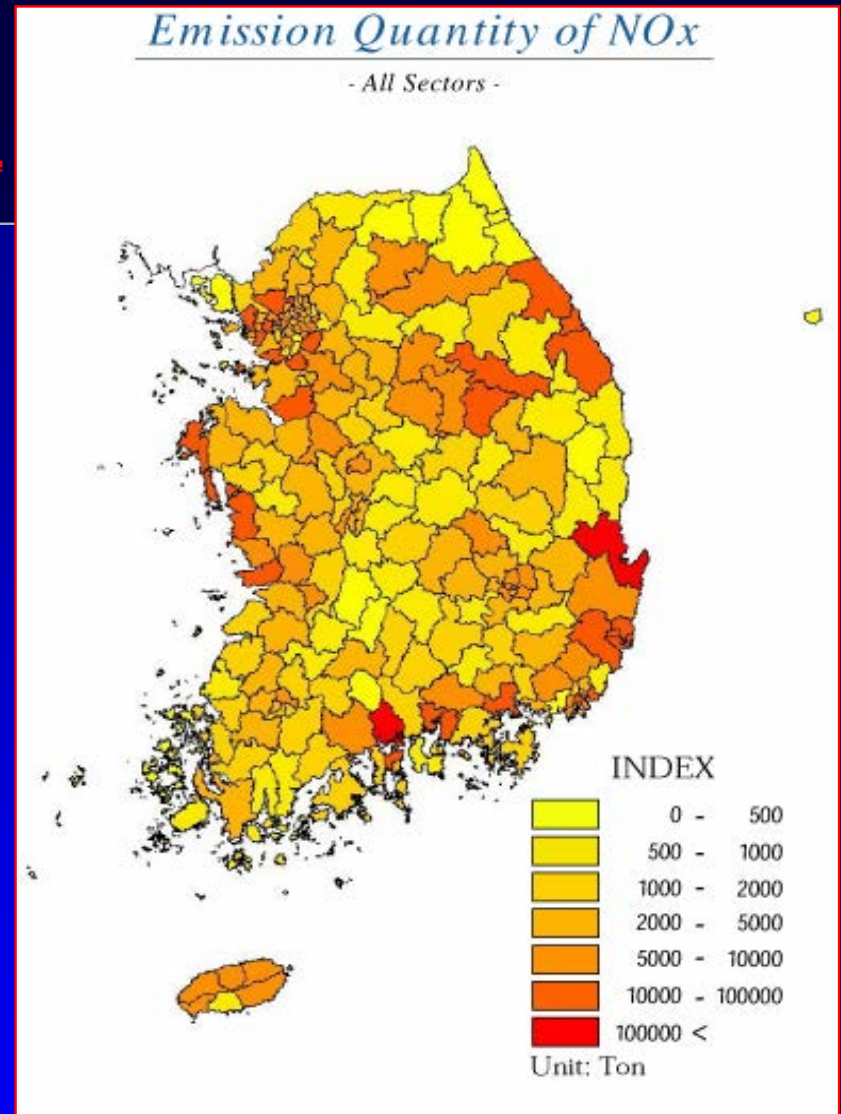 Emission Quantity of NOx
- All Sectors -
INDEX
0 - 500
500 - 1000
1000 - 2000
2000 - 5000
5000 - 10000
10000 - 100000
100000 <
Unit: Ton